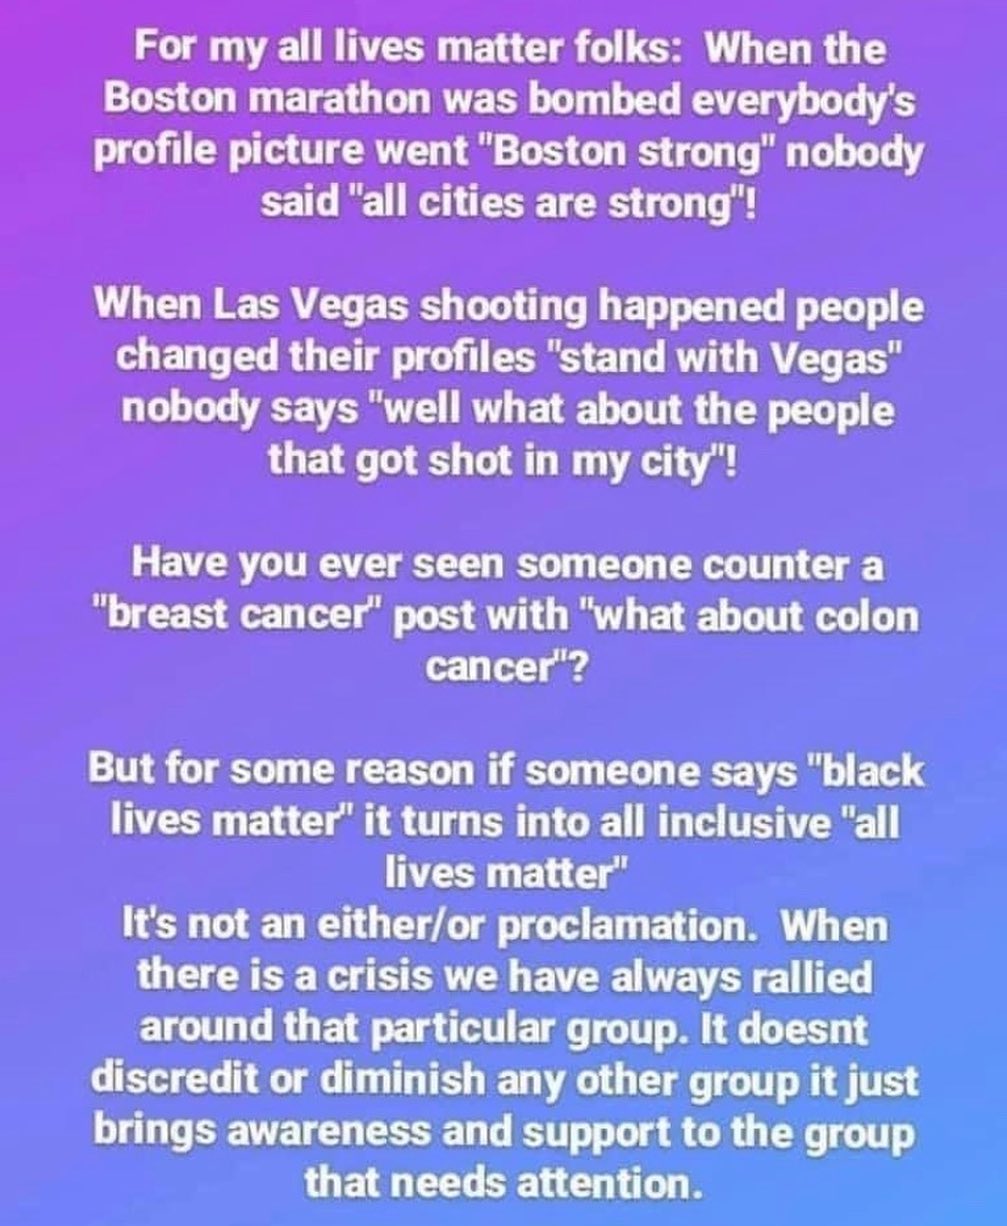 For my all lives matter folks:  When the
Boston marathon was bombed everybody's
profile picture went "Boston strong" nobody
said "all cities are strong"!
When Las Vegas shooting happened people
changed their profiles "stand with Vegas"
nobody says "well what about the people
that got shot in my city"!
Have you ever seen someone counter a
"breast cancer" post with "what about colon
cancer"?
But for some reason if someone says "black
lives matter" it turns into all inclusive "all
lives matter"
It's not an either/or proclamation.  When
there is a crisis we have always rallied
around that particular group. It doesnt
discredit or diminish any other group it just
brings awareness and support to the group
that needs attention.